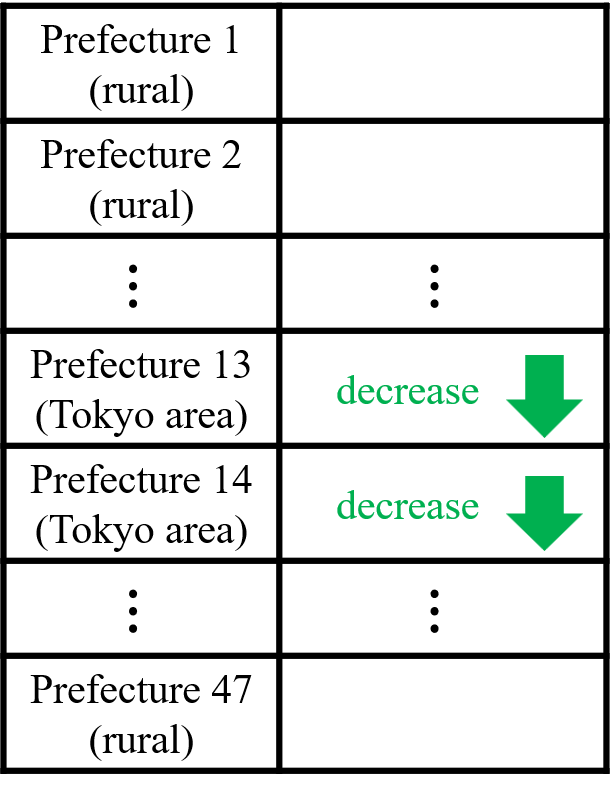 Prefecture 1
(rural)
Prefecture 2
(rural)
⋮ ⋮
Prefecture 13
(Tokyo area)
decrease
Prefecture 14
(Tokyo area)
decrease
⋮ ⋮
Prefecture 47
(rural)